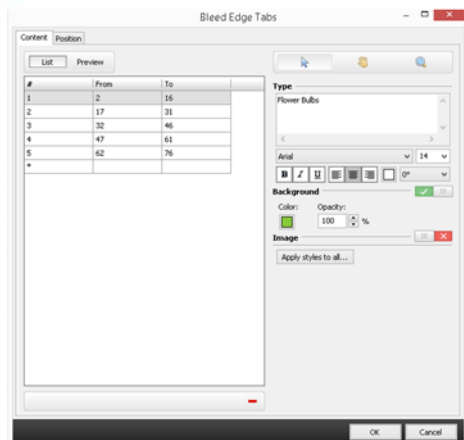 Bleed Edge Tabs
Content Position
List Preview
# From To
1 2 16
2 17 31
3 32 46
4 47 61
5 62 76
*
Type
Flower Bulbs
Arial 14
B I U 0°
Background
Color: Opacity:
100 %
Image
Apply styles to all...
OK Cancel